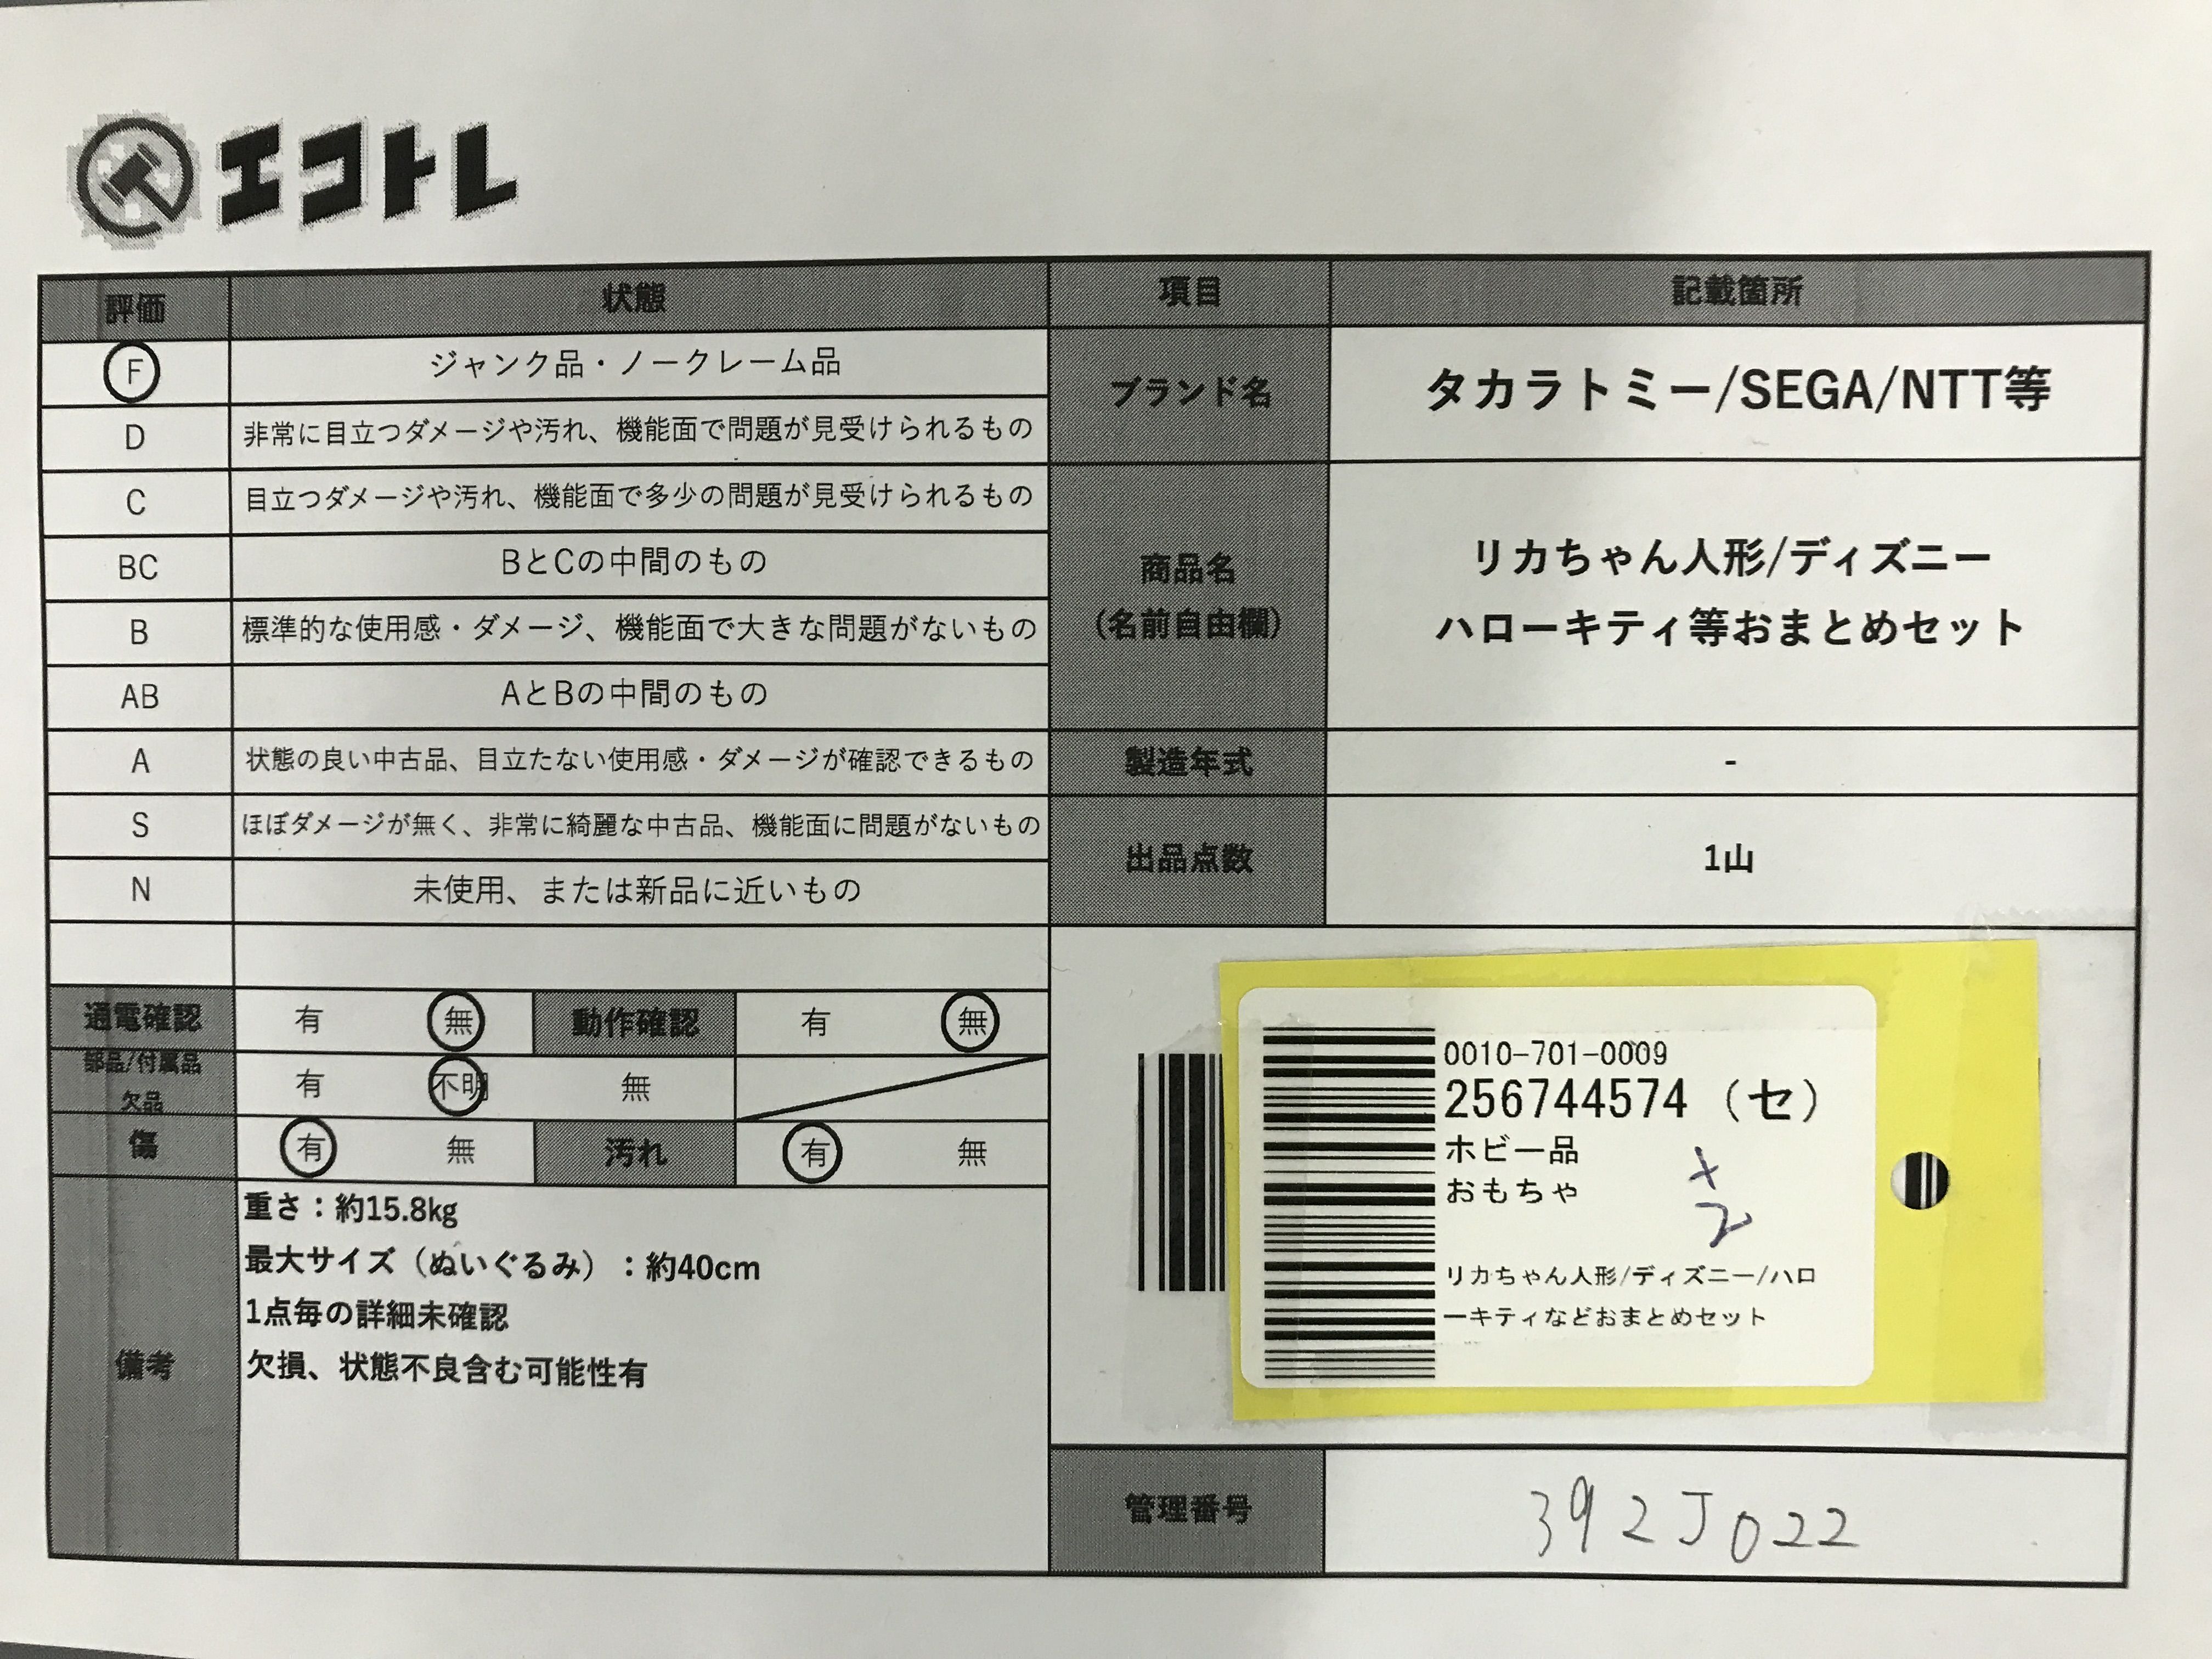 エコトレ
評価 状態 項目 記載箇所
F ジャンク品・ノークレーム品
D 非常に目立つダメージや汚れ、機能面で問題が見受けられるもの
C 目立つダメージや汚れ、機能面で多少の問題が見受けられるもの
BC BとCの中間のもの
B 標準的な使用感・ダメージ、機能面で大きな問題がないもの
AB AとBの中間のもの
A 状態の良い中古品、目立たない使用感・ダメージが確認できるもの
S ほぼダメージが無く、非常に綺麗な中古品、機能面に問題がないもの
N 未使用、または新品に近いもの
ブランド名 タカラトミー/SEGA/NTT等
商品名
(名前自由欄)
リカちゃん人形/ディズニー
ハローキティ等おまとめセット
製造年式 -
出品点数 1山
通電確認 有 無 動作確認 有 無
部品/付属品
欠品
有 不明 無
傷 有 無 汚れ 有 無
備考
重さ：約15.8kg
最大サイズ（ぬいぐるみ）：約40cm
1点毎の詳細未確認
欠損、状態不良含む可能性有
0010-701-0009
256744574（セ）
ホビー品
おもちゃ
+
2
リカちゃん人形/ディズニー/ハロ
ーキティなどおまとめセット
管理番号 392J022